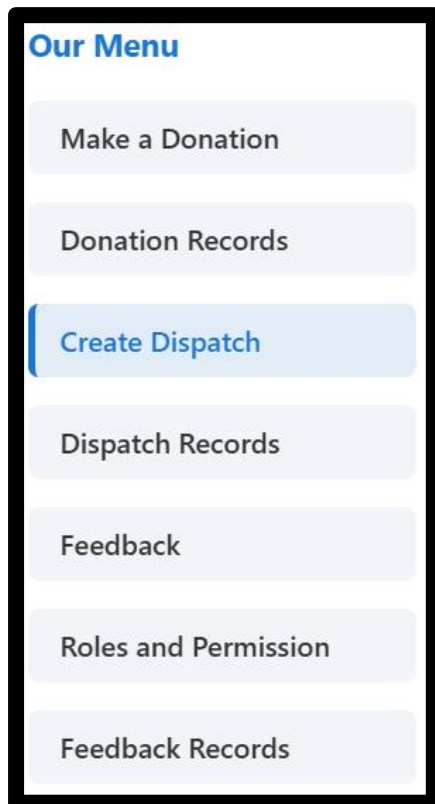 Our Menu
Make a Donation
Donation Records
Create Dispatch
Dispatch Records
Feedback
Roles and Permission
Feedback Records